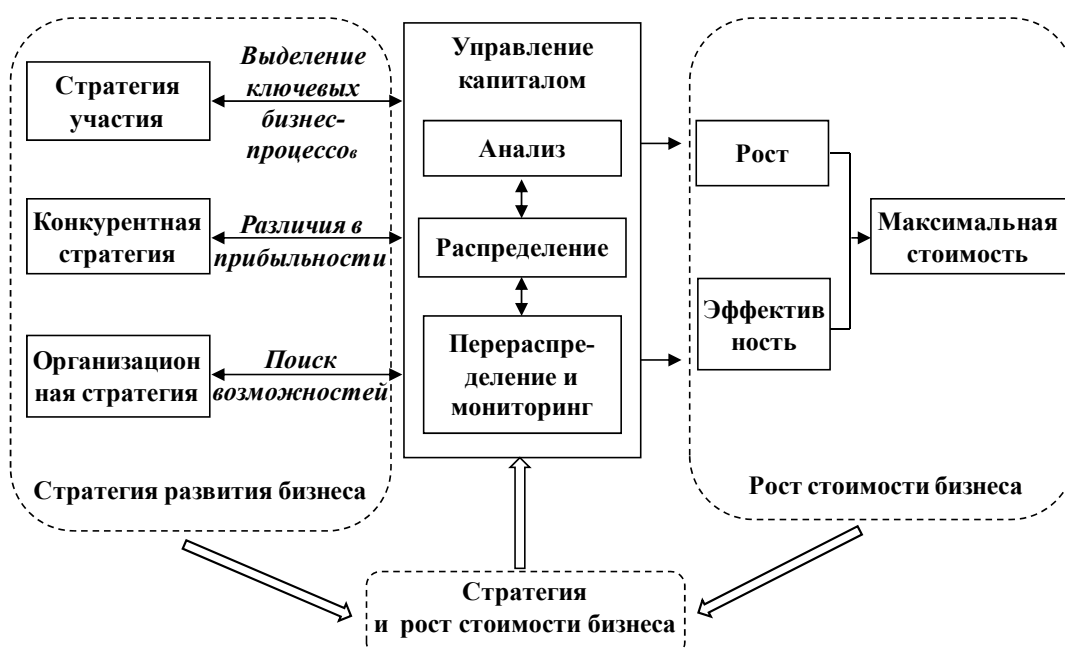 Стратегия
участия
Выделение
ключевых
бизнес-
процессов
Конкурентная
стратегия
Различия в
прибыльности
Организацион
ная стратегия
Поиск
возможностей
Стратегия развития бизнеса
Управление
капиталом
Анализ
Распределение
Перераспре-
деление и
мониторинг
Рост
Эффектив
ность
Максимальная
стоимость
Рост стоимости бизнеса
Стратегия
и рост стоимости бизнеса